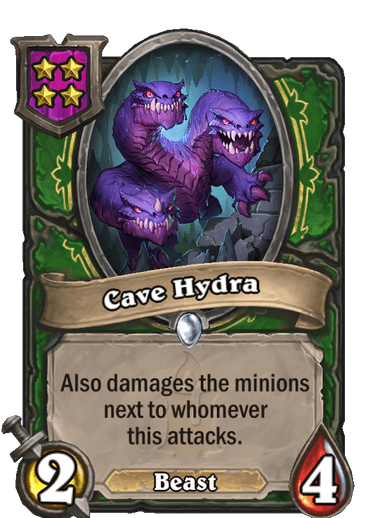 Cave Hydra
Also damages the minions
next to whomever
this attacks.
2
Beast
4